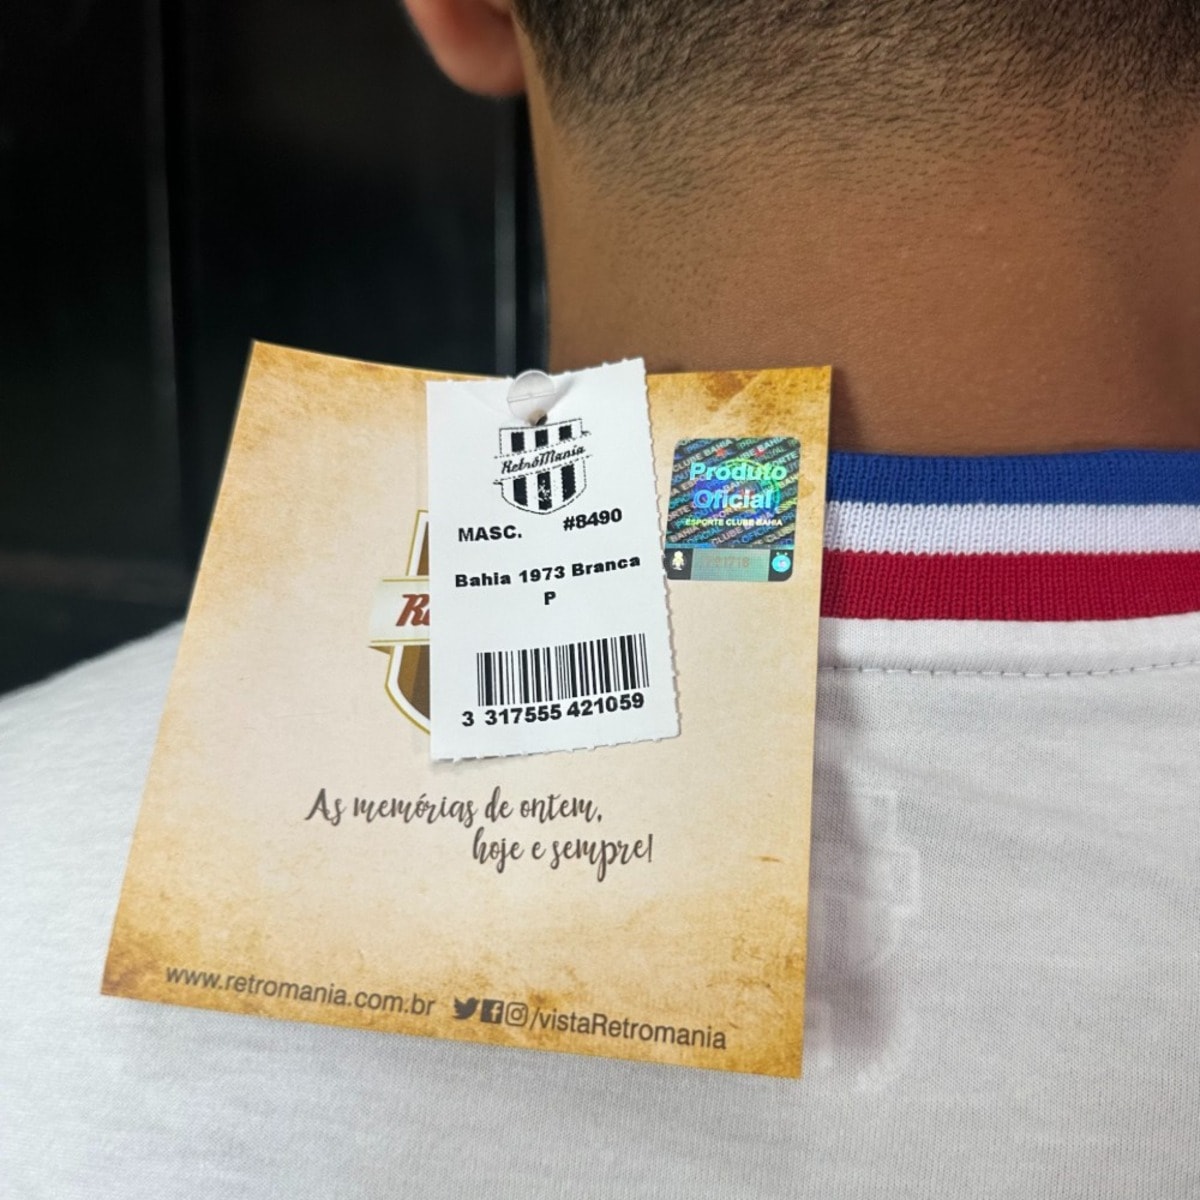 RetrôMania
MASC. #8490
Bahia 1973 Branca
P
3 317555 421059
Produto
Oficial
ESPORTE CLUBE BAHIA
As memórias de ontem,
hoje e sempre!
www.retromania.com.br /vistaRetromania